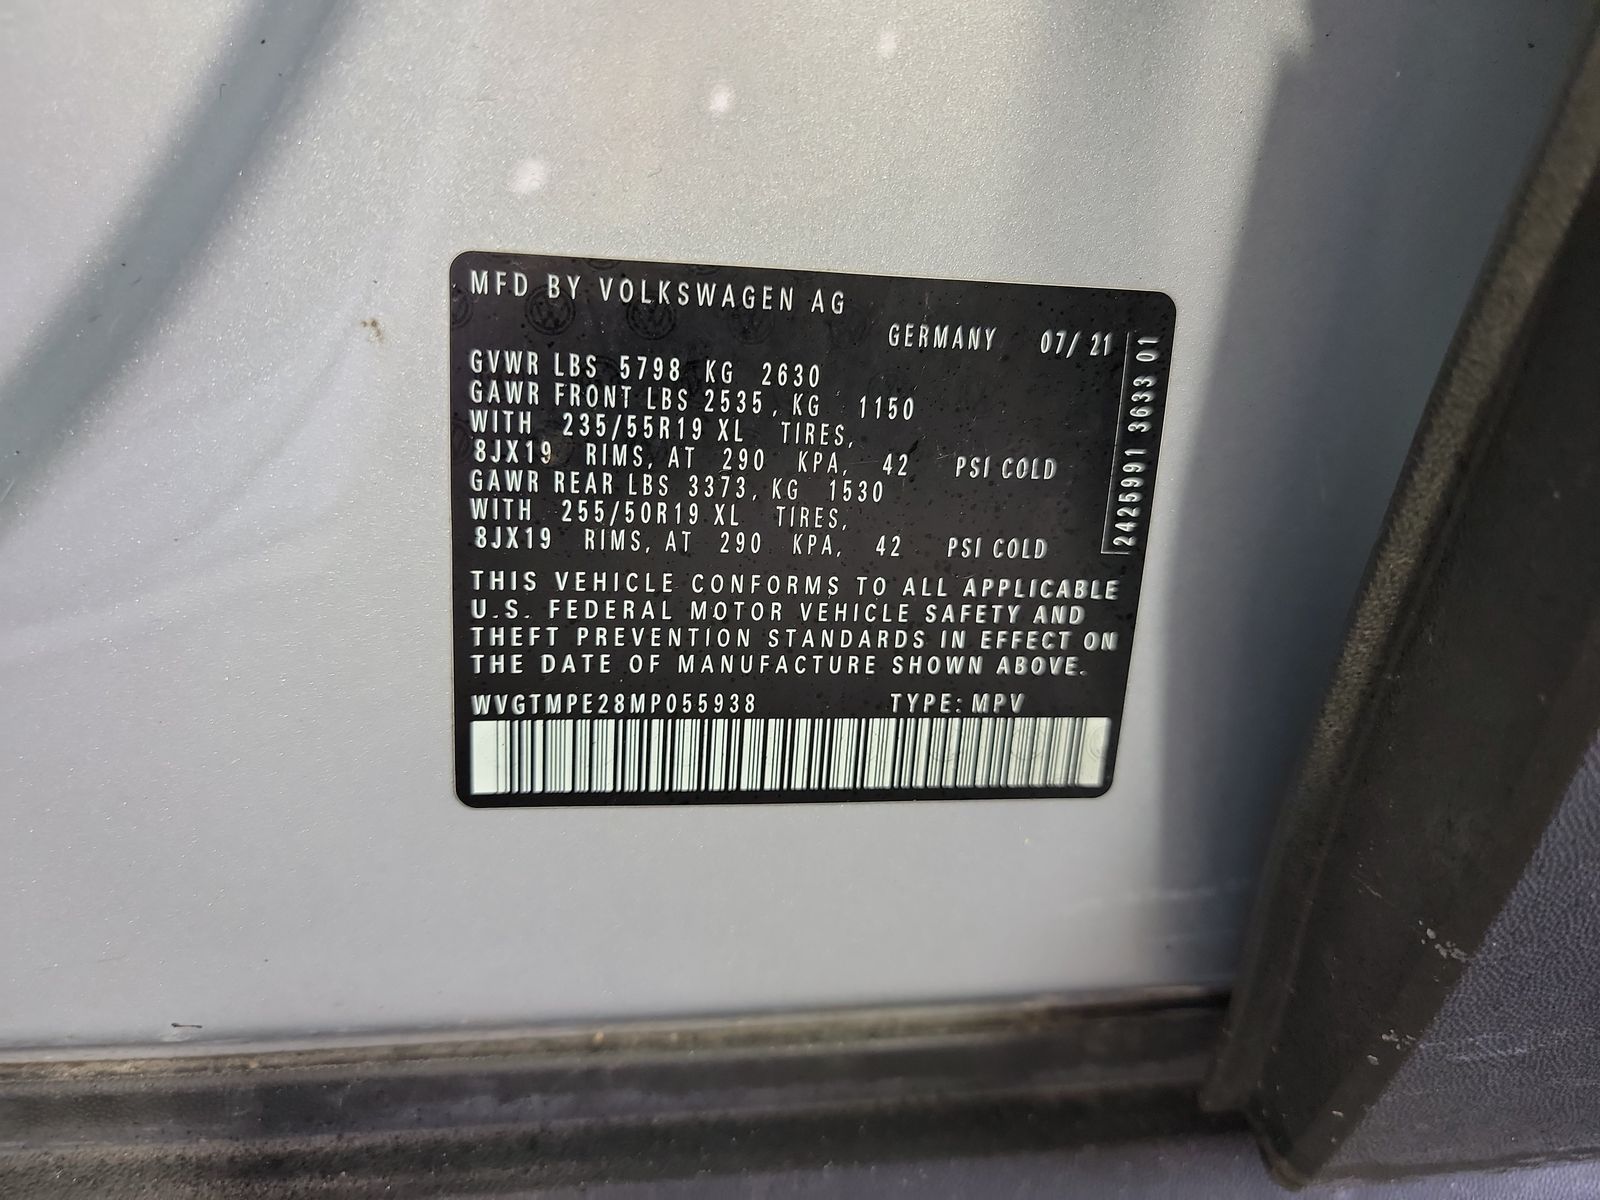 MFD BY VOLKSWAGEN AG
GERMANY 07/ 21
GVWR LBS 5798 KG 2630
GAWR FRONT LBS 2535, KG 1150
WITH 235/55R19 XL TIRES,
8JX19 RIMS, AT 290 KPA, 42 PSI COLD
GAWR REAR LBS 3373, KG 1530
WITH 255/50R19 XL TIRES,
8JX19 RIMS, AT 290 KPA, 42 PSI COLD
THIS VEHICLE CONFORMS TO ALL APPLICABLE
U.S. FEDERAL MOTOR VEHICLE SAFETY AND
THEFT PREVENTION STANDARDS IN EFFECT ON
THE DATE OF MANUFACTURE SHOWN ABOVE.
WVGTMPE28MP055938 TYPE: MPV
2425991 3633 01